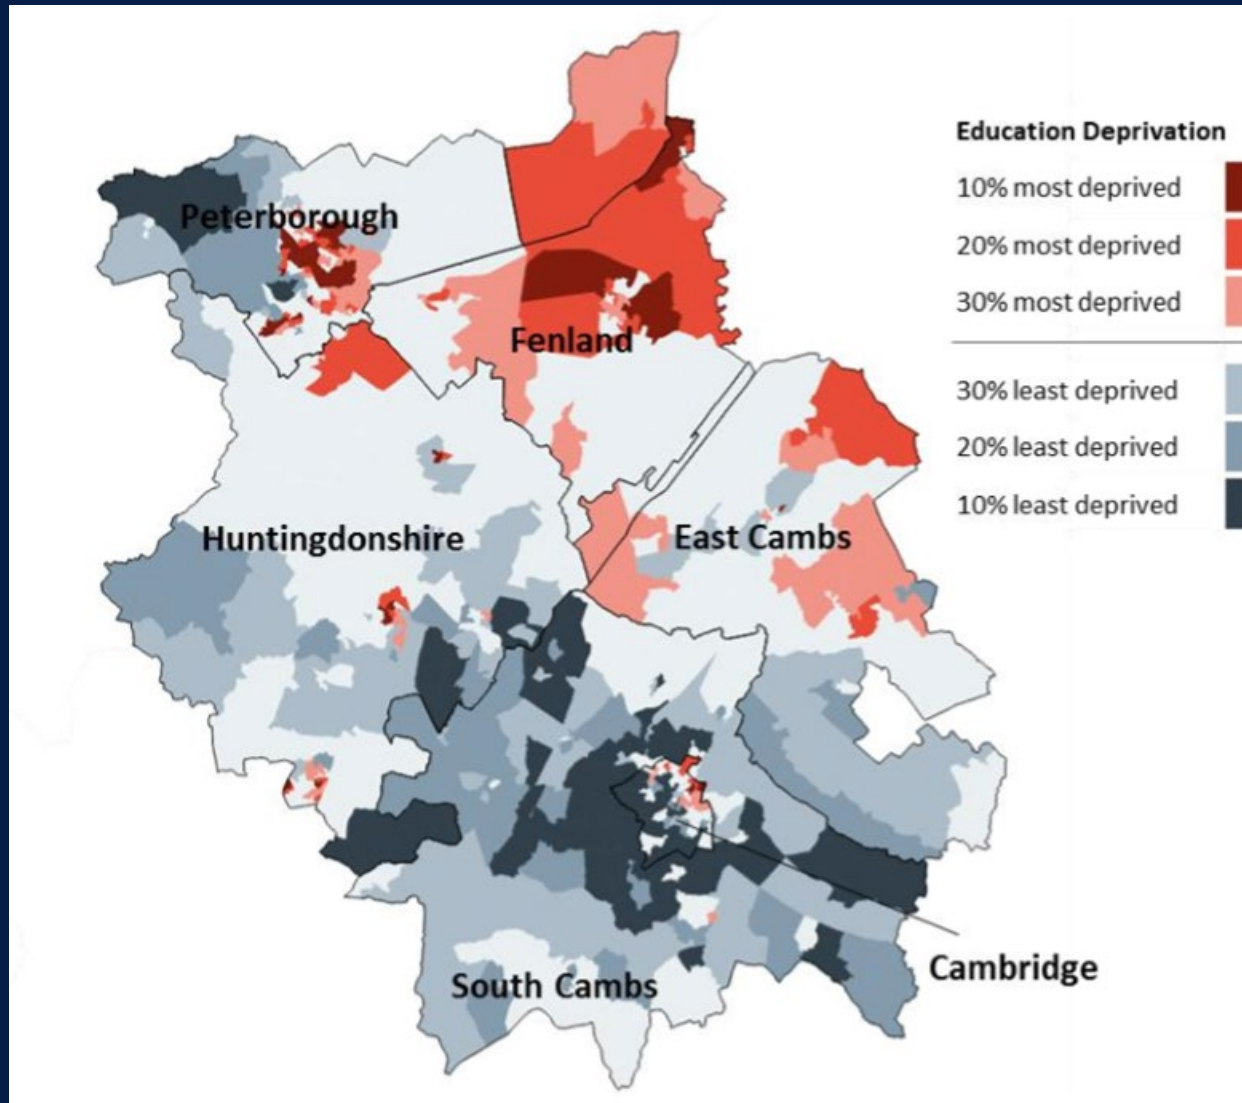 Education Deprivation
10% most deprived
20% most deprived
30% most deprived
30% least deprived
20% least deprived
10% least deprived
Peterborough
Fenland
Huntingdonshire
East Cambs
South Cambs
Cambridge